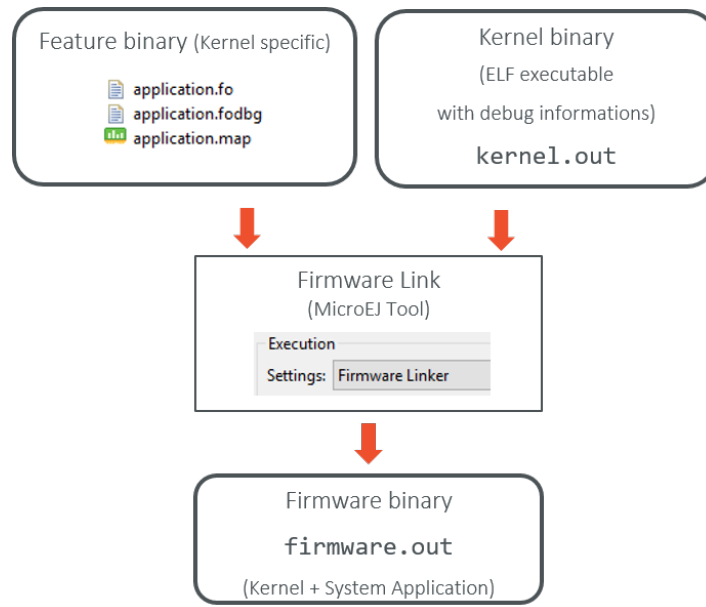 Feature binary (Kernel specific)
application.fo
application.fodbg
application.map
Kernel binary
(ELF executable
with debug informations)
kernel.out
Firmware Link
(MicroEJ Tool)
Execution
Settings: Firmware Linker
Firmware binary
firmware.out
(Kernel + System Application)